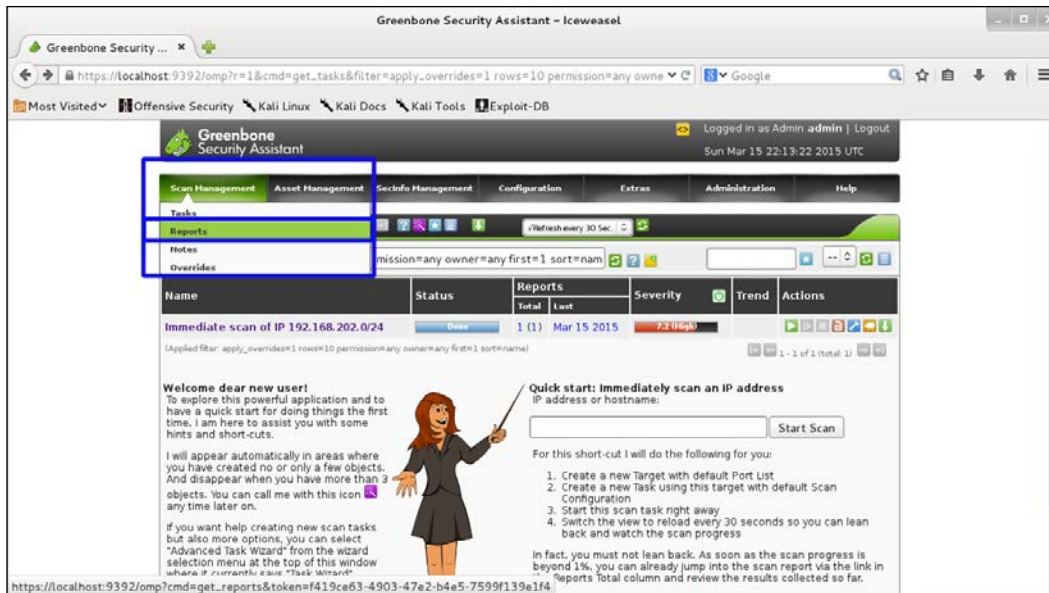 Greenbone Security Assistant - Iceweasel
Greenbone Security ...
https://localhost:9392/omp?r=1&cmd=get_tasks&filter=apply_overrides=1 rows=10 permission=any owne
Google
Most Visited
Offensive Security
Kali Linux
Kali Docs
Kali Tools
Exploit-DB
Greenbone
Security Assistant
Logged in as Admin admin | Logout
Sun Mar 15 22:13:22 2015 UTC
Scan Management
Asset Management
SecInfo Management
Configuration
Extras
Administration
Help
Tasks
Reports
Notes
Overrides
√Refresh every 30 Sec.
mission=any owner=any first=1 sort=nam
--
Name
Status
Reports
Total
Last
Severity
Trend
Actions
Immediate scan of IP 192.168.202.0/24
Done
1 (1)
Mar 15 2015
7.2 (High)
(Applied filter: apply_overrides=1 rows=10 permission=any owner=any first=1 sort=name)
1 - 1 of 1 (total: 1)
Welcome dear new user!
To explore this powerful application and to
have a quick start for doing things the first
time, I am here to assist you with some
hints and short-cuts.
I will appear automatically in areas where
you have created no or only a few objects.
And disappear when you have more than 3
objects. You can call me with this icon
any time later on.
If you want help creating new scan tasks
but also more options, you can select
"Advanced Task Wizard" from the wizard
selection menu at the top of this window
where it currently says "Task Wizard"
Quick start: Immediately scan an IP address
IP address or hostname:
Start Scan
For this short-cut I will do the following for you:
1. Create a new Target with default Port List
2. Create a new Task using this target with default Scan
Configuration
3. Start this scan task right away
4. Switch the view to reload every 30 seconds so you can lean
back and watch the scan progress
In fact, you must not lean back. As soon as the scan progress is
beyond 1%, you can already jump into the scan report via the link in
Reports Total column and review the results collected so far.
https://localhost:9392/omp?cmd=get_reports&token=f419ce63-4903-47e2-b4e5-7599f139e1f4